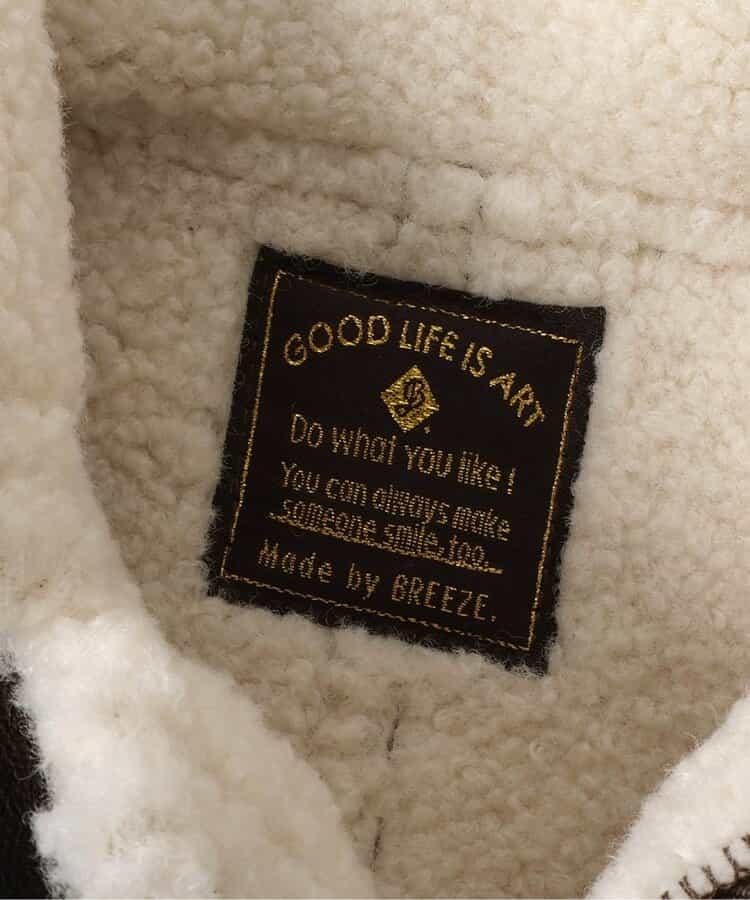 GOOD LIFE IS ART
B
Do what you like!
You can always make
someone smile, too.
Made by BREEZE.